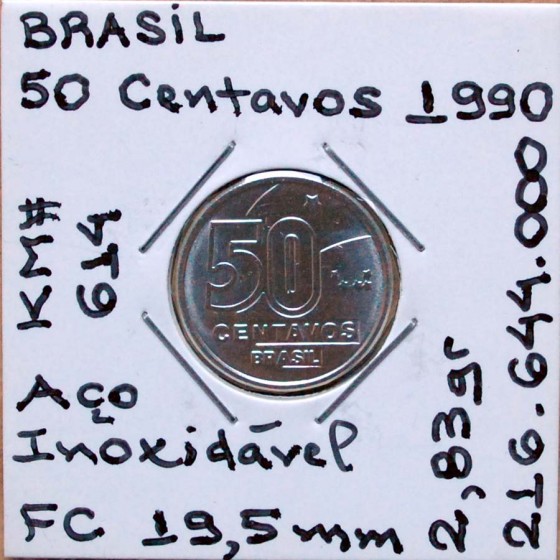 BRASIL
50 Centavos 1990
KM#
614
50
CENTAVOS
BRASIL
Aço
Inoxidável
FC 19,5mm
2,83gr
216.644.000